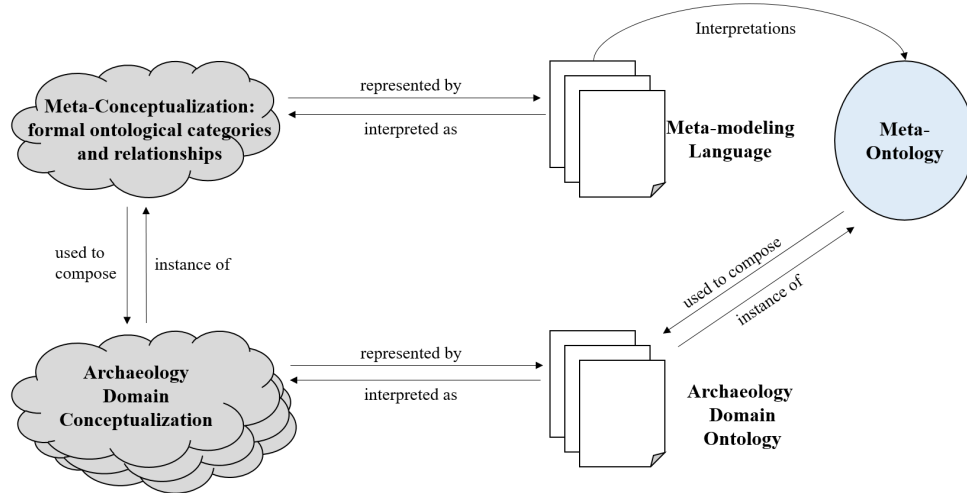 Interpretations
Meta-Conceptualization:
formal ontological categories
and relationships
represented by
interpreted as
Meta-modeling
Language
Meta-
Ontology
used to
compose
instance of
used to compose
instance of
Archaeology
Domain
Conceptualization
represented by
interpreted as
Archaeology
Domain
Ontology